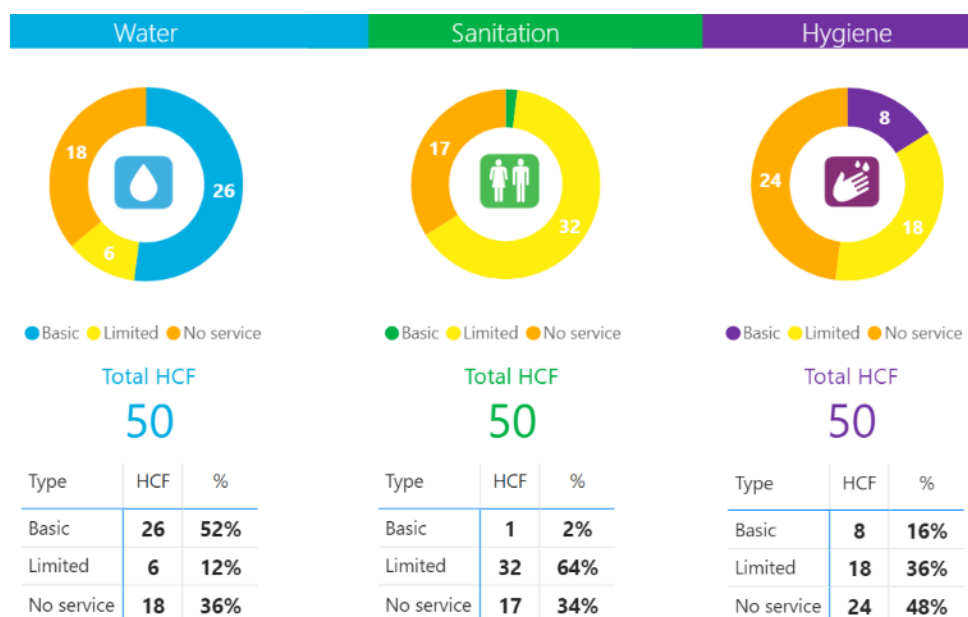 Water
Sanitation
Hygiene
18
26
6
17
32
8
24
18
Basic Limited No service
Basic Limited No service
Basic Limited No service
Total HCF
50
Total HCF
50
Total HCF
50
Type HCF %
Basic 26 52%
Limited 6 12%
No service 18 36%
Type HCF %
Basic 1 2%
Limited 32 64%
No service 17 34%
Type HCF %
Basic 8 16%
Limited 18 36%
No service 24 48%